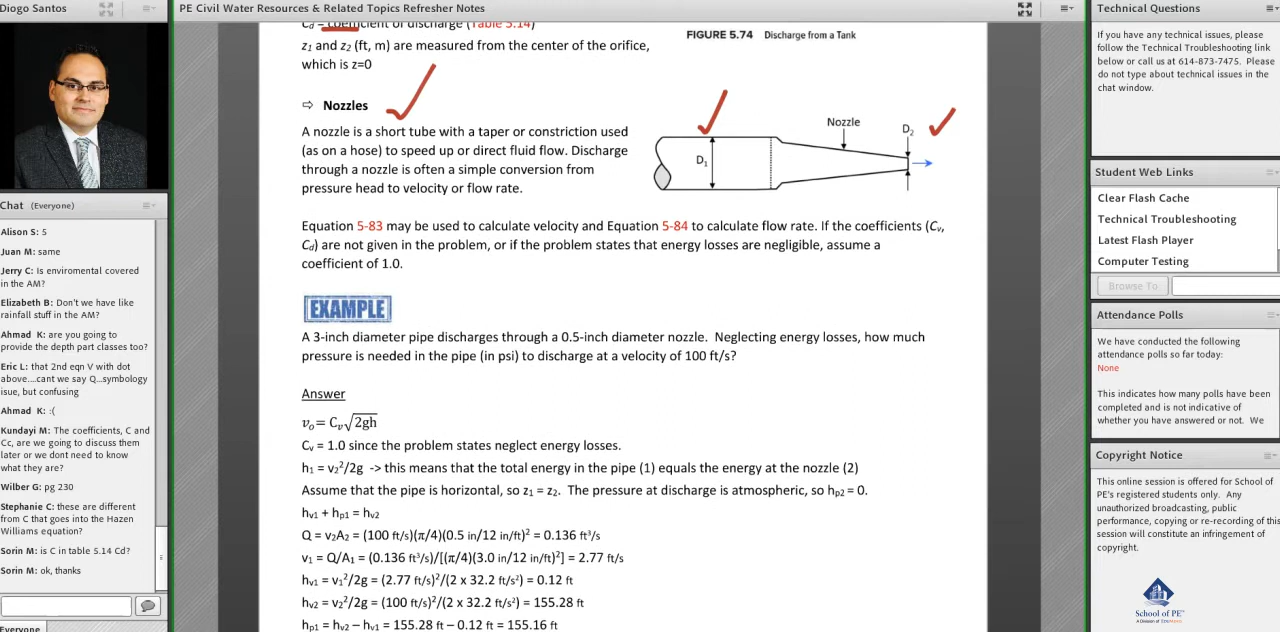 Diogo Santos
PE Civil Water Resources & Related Topics Refresher Notes
Technical Questions
If you have any technical issues, please
follow the Technical Troubleshooting link
below or call us at 614-873-7475. Please
do not type about technical issues in the
chat window.
Student Web Links
Clear Flash Cache
Technical Troubleshooting
Latest Flash Player
Computer Testing
Browse To
Attendance Polls
We have conducted the following
attendance polls so far today:
None
This indicates how many polls have been
completed and is not indicative of
whether you have answered or not. We
Copyright Notice
This online session is offered for School of
PE's registered students only. Any
unauthorized broadcasting, public
performance, copying or re-recording of this
session will constitute an infringement of
copyright.
School of PE
A Division of
Chat (Everyone)
Alison S: 5
Juan M: same
Jerry C: Is enviromental covered
in the AM?
Elizabeth B: Don't we have like
rainfall stuff in the AM?
Ahmad K: are you going to
provide the depth part classes too?
Eric L: that 2nd eqn V with dot
above....cant we say Q...symbology
isue, but confusing
Ahmad K: :(
Kundayi M: The coefficients, C and
Cc, are we going to discuss them
later or we dont need to know
what they are?
Wilber G: pg 230
Stephanie C: these are different
from C that goes into the Hazen
Williams equation?
Sorin M: is C in table 5.14 Cd?
Sorin M: ok, thanks
Everyone
Cd = coefficient of discharge (Table 5.14)
z1 and z2 (ft, m) are measured from the center of the orifice,
which is z=0
FIGURE 5.74 Discharge from a Tank
⇨ Nozzles
A nozzle is a short tube with a taper or constriction used
(as on a hose) to speed up or direct fluid flow. Discharge
through a nozzle is often a simple conversion from
pressure head to velocity or flow rate.
Nozzle
D1
D2
Equation 5-83 may be used to calculate velocity and Equation 5-84 to calculate flow rate. If the coefficients (Cv,
Cd) are not given in the problem, or if the problem states that energy losses are negligible, assume a
coefficient of 1.0.
EXAMPLE
A 3-inch diameter pipe discharges through a 0.5-inch diameter nozzle. Neglecting energy losses, how much
pressure is needed in the pipe (in psi) to discharge at a velocity of 100 ft/s?
Answer
vo = Cv√2gh
Cv = 1.0 since the problem states neglect energy losses.
h1 = v2²/2g -> this means that the total energy in the pipe (1) equals the energy at the nozzle (2)
Assume that the pipe is horizontal, so z1 = z2. The pressure at discharge is atmospheric, so hp2 = 0.
hv1 + hp1 = hv2
Q = v2A2 = (100 ft/s)(π/4)(0.5 in/12 in/ft)² = 0.136 ft³/s
v1 = Q/A1 = (0.136 ft³/s)/[(π/4)(3.0 in/12 in/ft)²] = 2.77 ft/s
hv1 = v1²/2g = (2.77 ft/s)²/(2 x 32.2 ft/s²) = 0.12 ft
hv2 = v2²/2g = (100 ft/s)²/(2 x 32.2 ft/s²) = 155.28 ft
hp1 = hv2 – hv1 = 155.28 ft – 0.12 ft = 155.16 ft